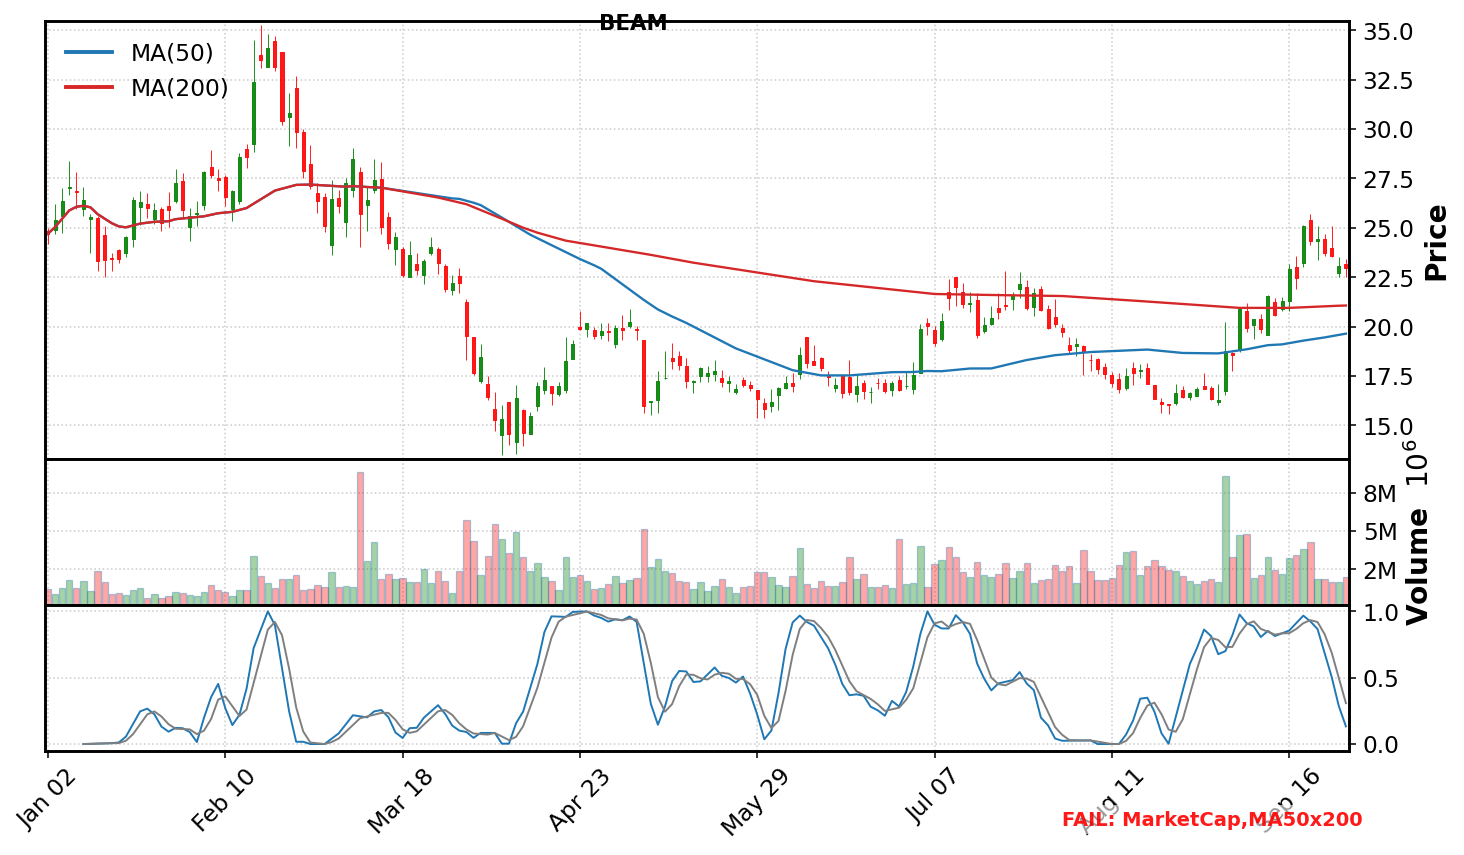 BEAM
MA(50)
MA(200)
35.0
32.5
30.0
27.5
25.0
22.5
20.0
17.5
15.0
Price
10^6
8M
5M
2M
Volume
1.0
0.5
0.0
Jan 02
Feb 10
Mar 18
Apr 23
May 29
Jul 07
Aug 11
Sep 16
FAIL: MarketCap,MA50x200